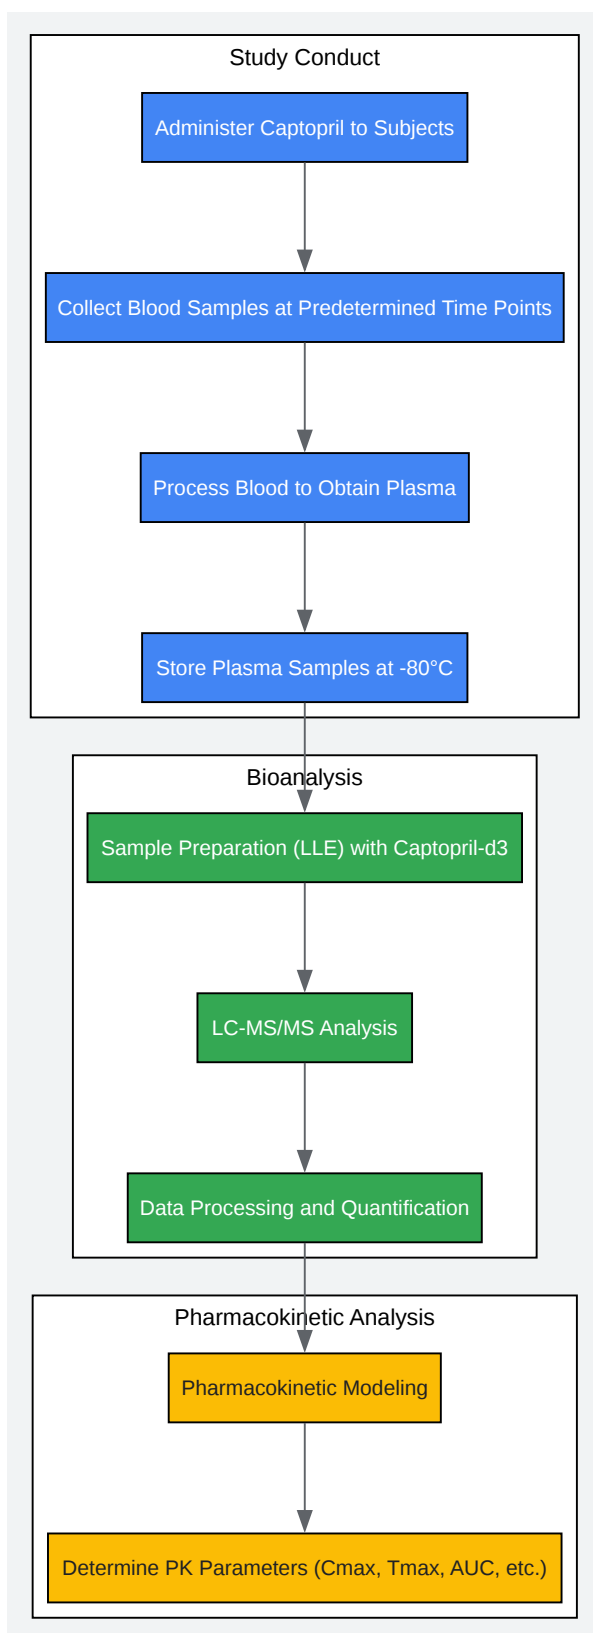 Study Conduct
Administer Captopril to Subjects
Collect Blood Samples at Predetermined Time Points
Process Blood to Obtain Plasma
Store Plasma Samples at -80°C
Bioanalysis
Sample Preparation (LLE) with Captopril-d3
LC-MS/MS Analysis
Data Processing and Quantification
Pharmacokinetic Analysis
Pharmacokinetic Modeling
Determine PK Parameters (Cmax, Tmax, AUC, etc.)